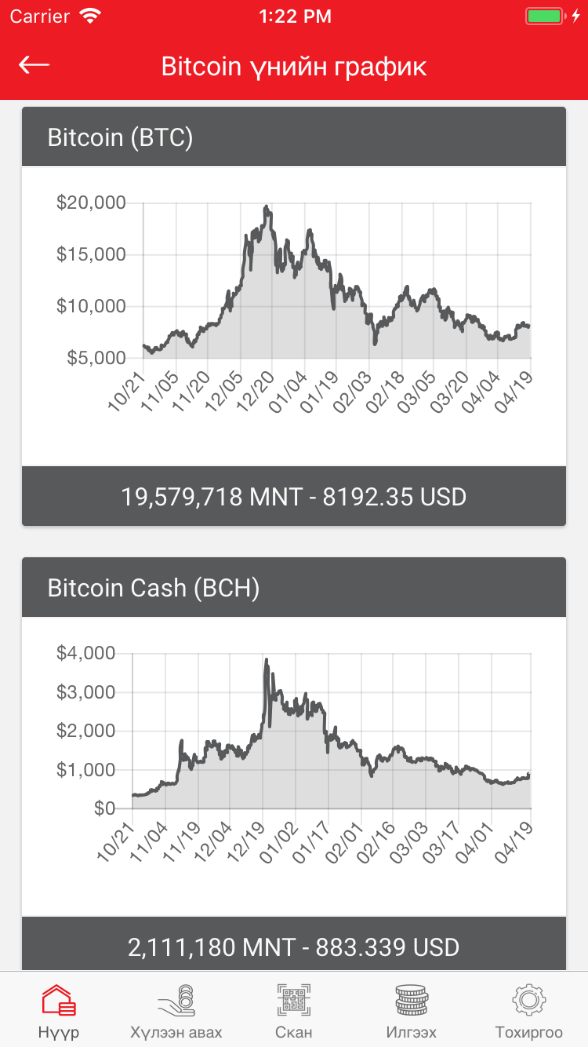 Carrier 1:22 PM
Bitcoin үнийн график
Bitcoin (BTC)
$20,000
$15,000
$10,000
$5,000
10/21 11/05 11/20 12/05 12/20 01/04 01/19 02/03 02/18 03/05 03/20 04/04 04/19
19,579,718 MNT - 8192.35 USD
Bitcoin Cash (BCH)
$4,000
$3,000
$2,000
$1,000
$0
10/21 11/04 11/19 12/04 12/19 01/02 01/17 02/01 02/16 03/03 03/17 04/01 04/19
2,111,180 MNT - 883.339 USD
Нүүр Хүлээн авах Скан Илгээх Тохиргоо